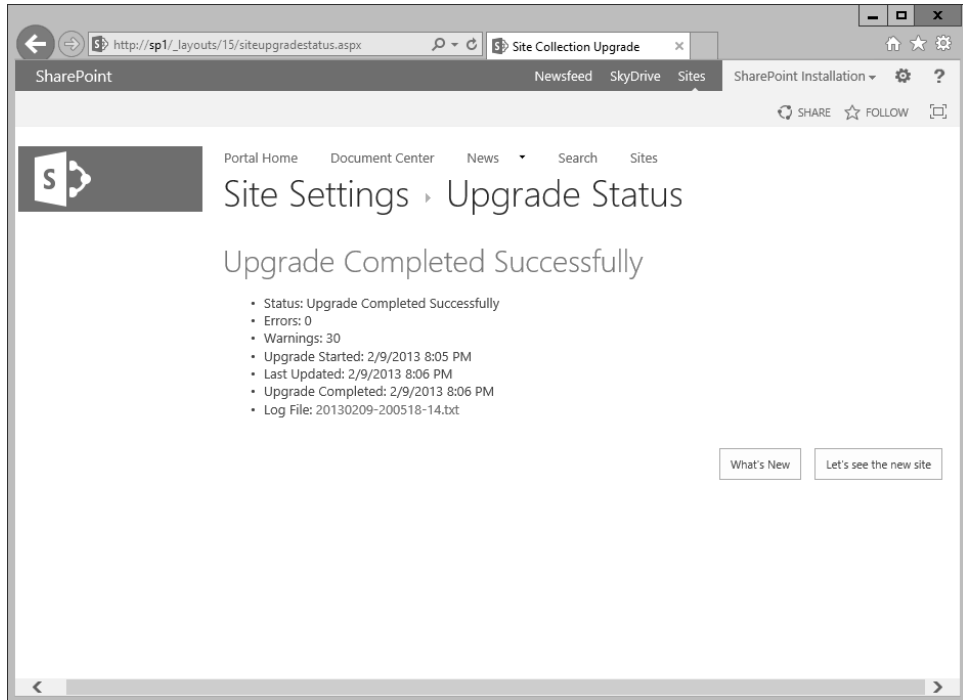 http://sp1/_layouts/15/siteupgradestatus.aspx
Site Collection Upgrade
SharePoint Newsfeed SkyDrive Sites SharePoint Installation ?
SHARE FOLLOW
S
Portal Home Document Center News Search Sites
Site Settings Upgrade Status
Upgrade Completed Successfully
• Status: Upgrade Completed Successfully
• Errors: 0
• Warnings: 30
• Upgrade Started: 2/9/2013 8:05 PM
• Last Updated: 2/9/2013 8:06 PM
• Upgrade Completed: 2/9/2013 8:06 PM
• Log File: 20130209-200518-14.txt
What's New Let's see the new site